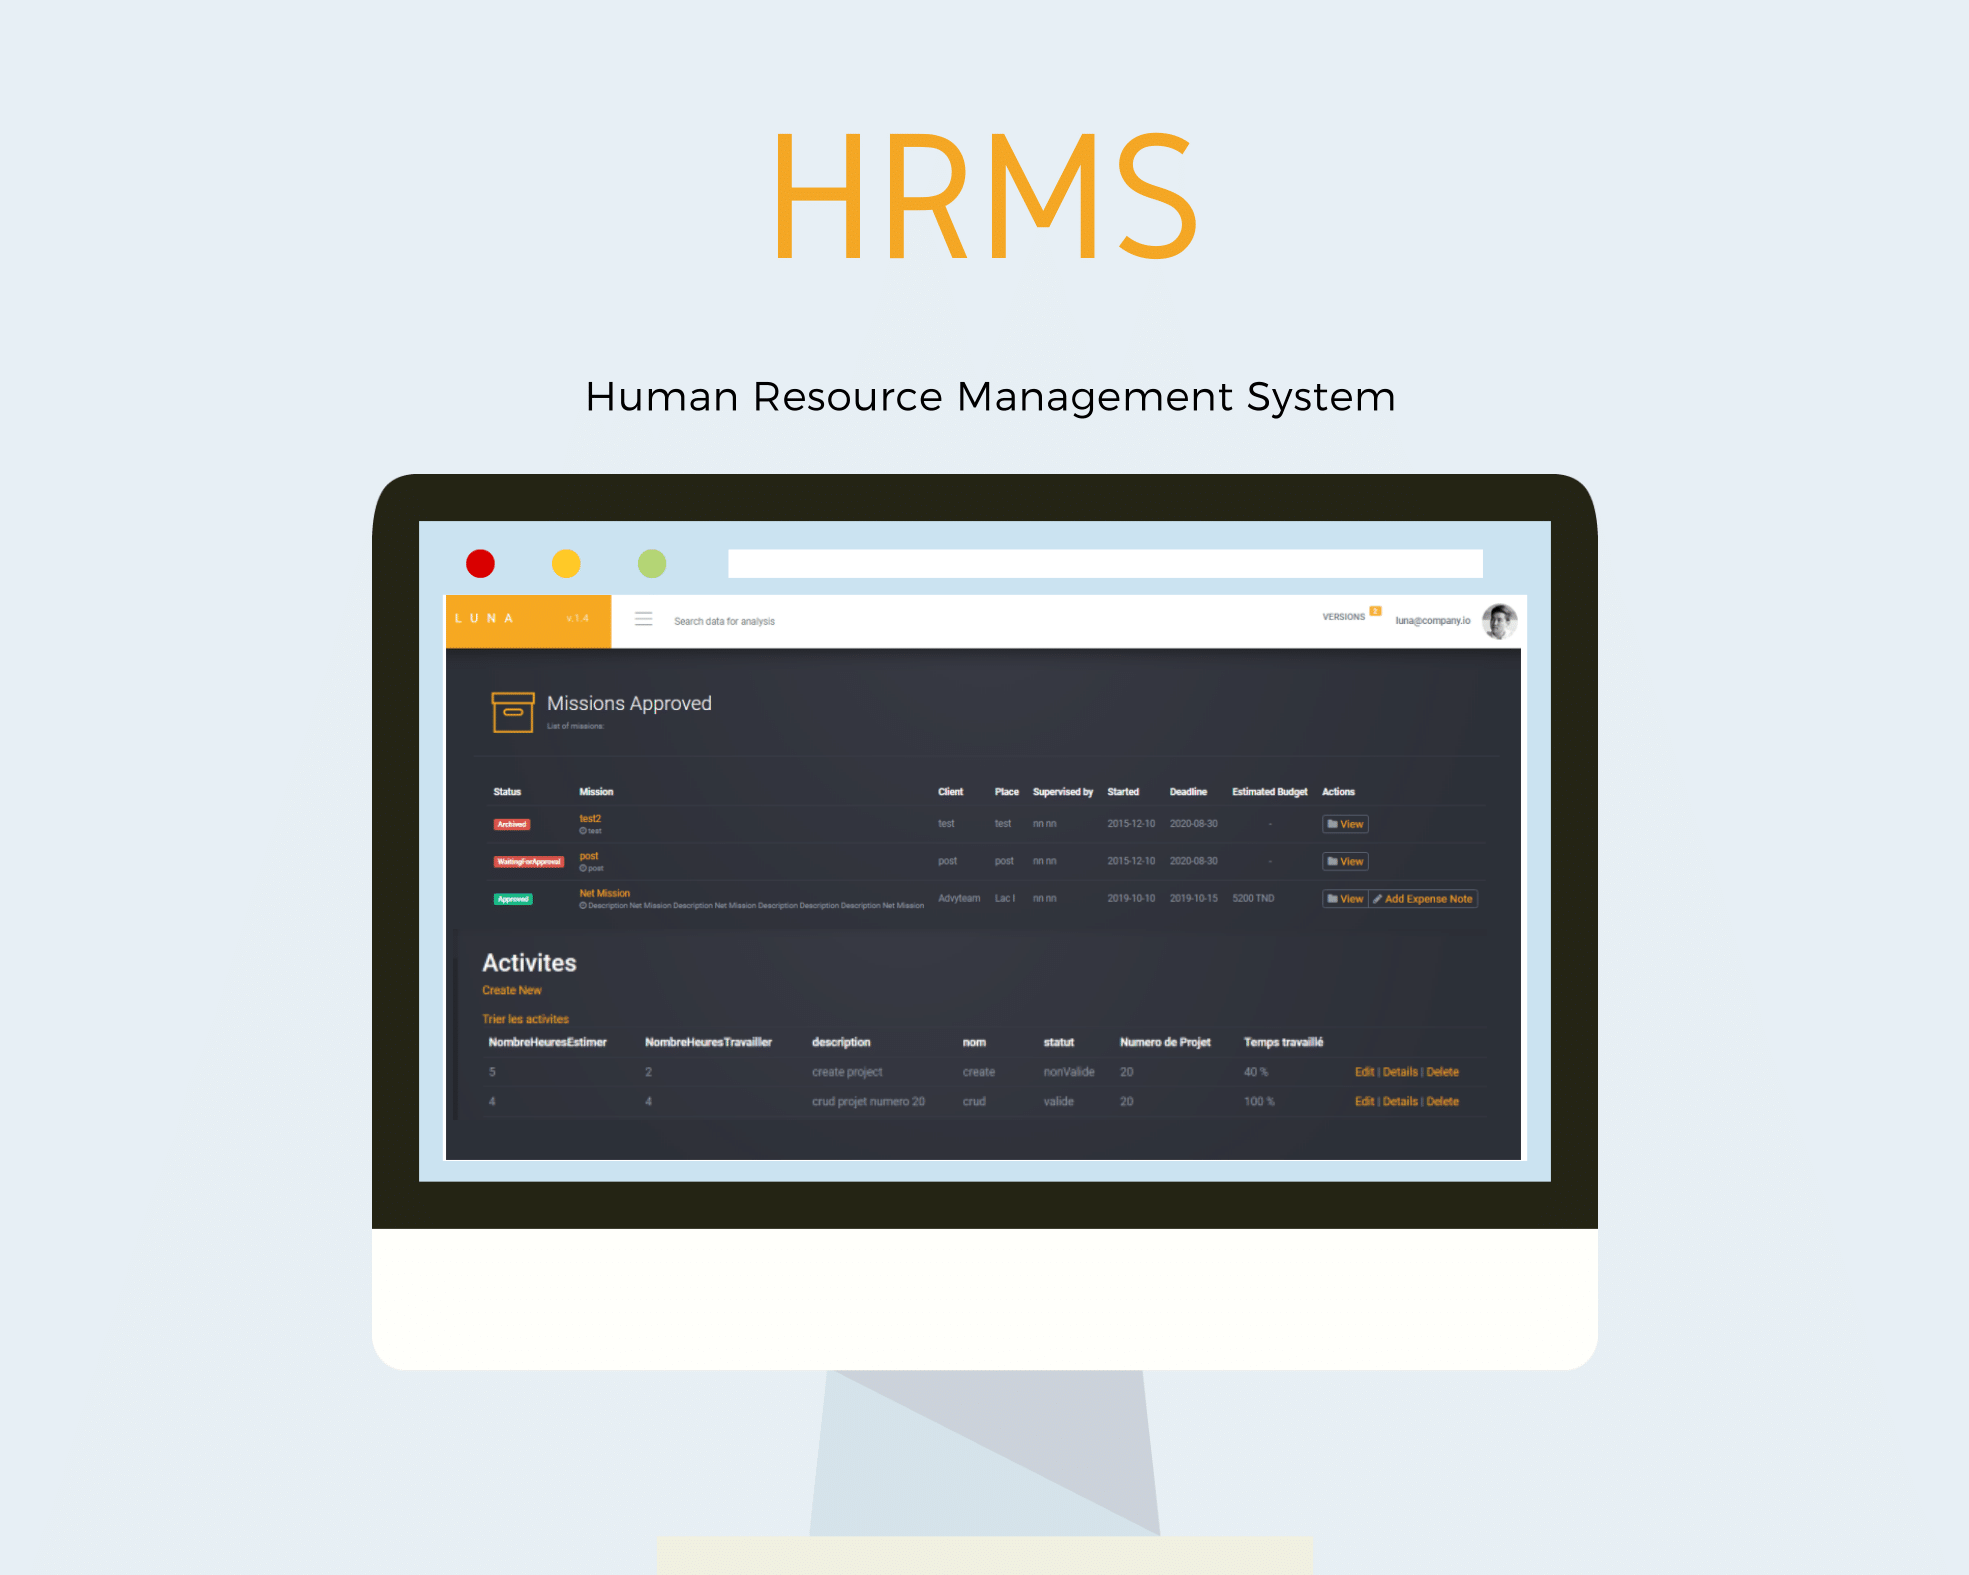 HRMS
Human Resource Management System
LUNA v.1.4 Search data for analysis VERSIONS 2 luna@company.io
Missions Approved
List of missions:
Status Mission Client Place Supervised by Started Deadline Estimated Budget Actions
Archived test2 test test nn nn 2015-12-10 2020-08-30 - View
test
WaitingForApproval post post post nn nn 2015-12-10 2020-08-30 - View
post
Approved Net Mission Advyteam Lac I nn nn 2019-10-10 2019-10-15 5200 TND View Add Expense Note
Description Net Mission Description Net Mission Description Description Description Net Mission
Activites
Create New
Trier les activites
NombreHeuresEstimer NombreHeuresTravailler description nom statut Numero de Projet Temps travaillé
5 2 create project create nonValide 20 40 % Edit | Details | Delete
4 4 crud projet numero 20 crud valide 20 100 % Edit | Details | Delete